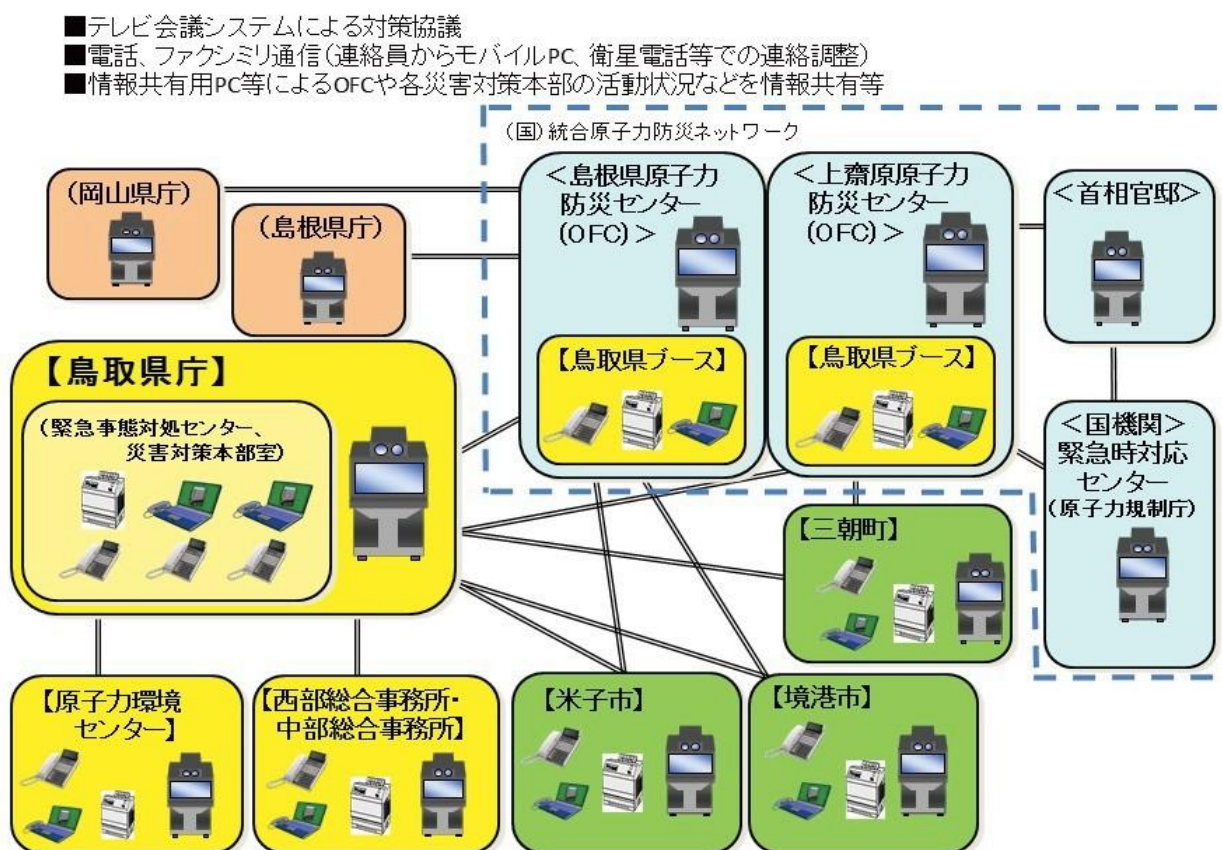 ■テレビ会議システムによる対策協議
■電話、ファクシミリ通信(連絡員からモバイルPC、衛星電話等での連絡調整)
■情報共有用PC等によるOFCや各災害対策本部の活動状況などを情報共有等
(国)統合原子力防災ネットワーク
(岡山県庁)
(島根県庁)
<島根県原子力
防災センター
(OFC)>
<上齋原原子力
防災センター
(OFC)>
<首相官邸>
【鳥取県庁】
(緊急事態対処センター、
災害対策本部室)
【鳥取県ブース】
【鳥取県ブース】
<国機関>
緊急時対応
センター
(原子力規制庁)
【三朝町】
【原子力環境
センター】
【西部総合事務所・
中部総合事務所】
【米子市】
【境港市】